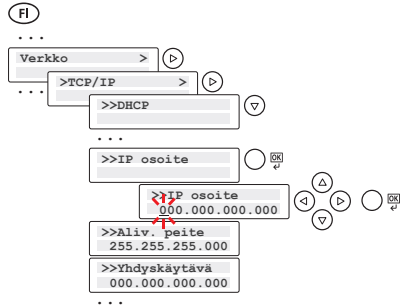 FI
...
Verkko >
>TCP/IP >
...
>>DHCP
...
>>IP osoite
OK
>>IP osoite
000.000.000.000
OK
>>Aliv. peite
255.255.255.000
>>Yhdyskäytävä
000.000.000.000
...